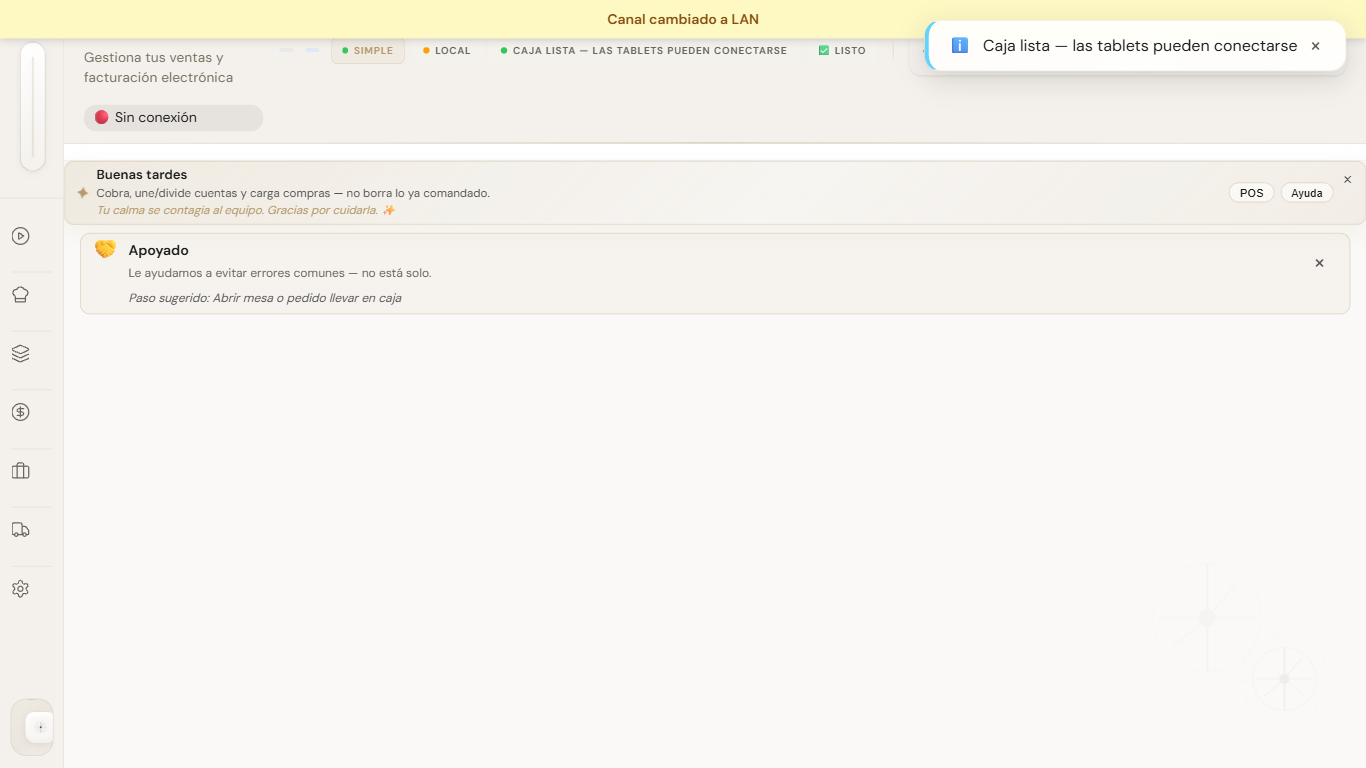 Canal cambiado a LAN
Caja lista — las tablets pueden conectarse ×
Gestiona tus ventas y
facturación electrónica
SIMPLE
LOCAL
CAJA LISTA — LAS TABLETS PUEDEN CONECTARSE
LISTO
Sin conexión
Buenas tardes
Cobra, une/divide cuentas y carga compras — no borra lo ya comandado.
Tu calma se contagia al equipo. Gracias por cuidarla. ✨
POS
Ayuda
×
Apoyado
Le ayudamos a evitar errores comunes — no está solo.
Paso sugerido: Abrir mesa o pedido llevar en caja
×